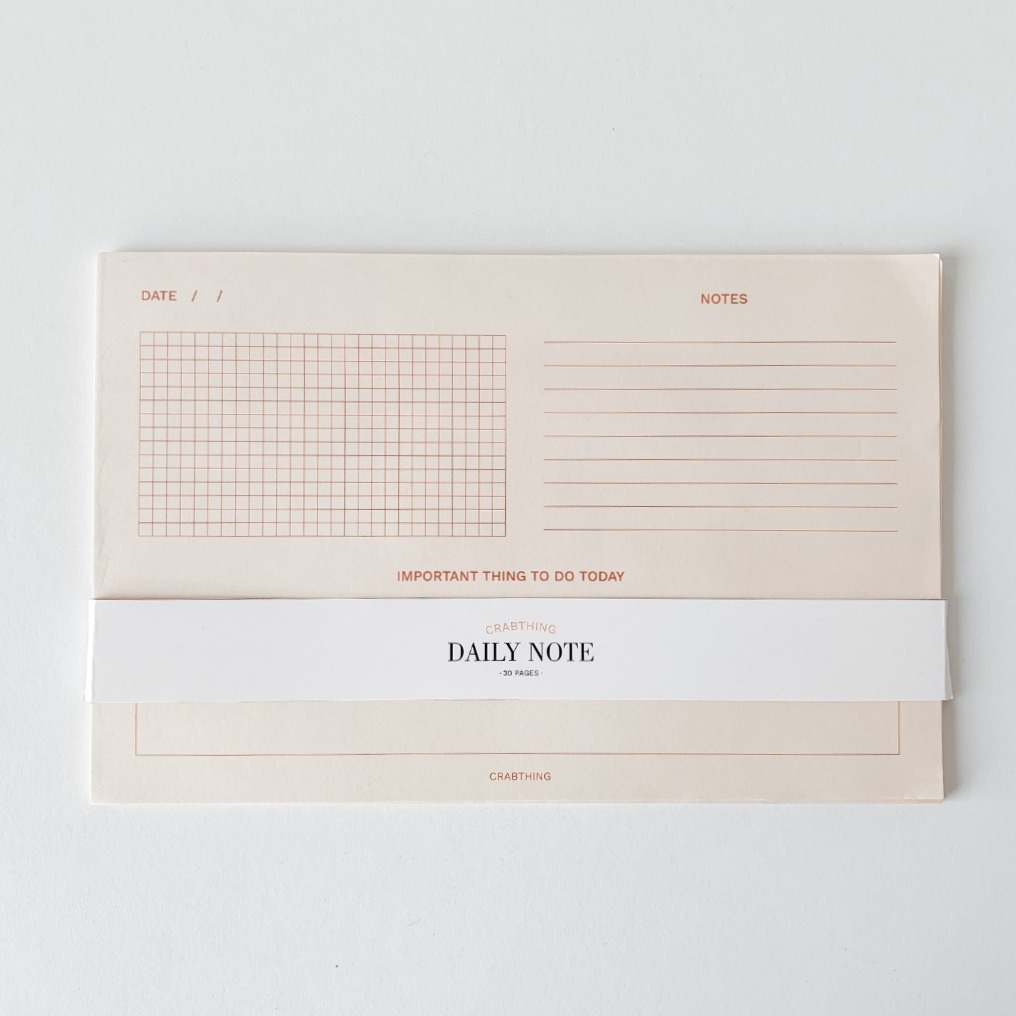 DATE / /
NOTES
IMPORTANT THING TO DO TODAY
CRABTHING
DAILY NOTE
·30 PAGES·
CRABTHING